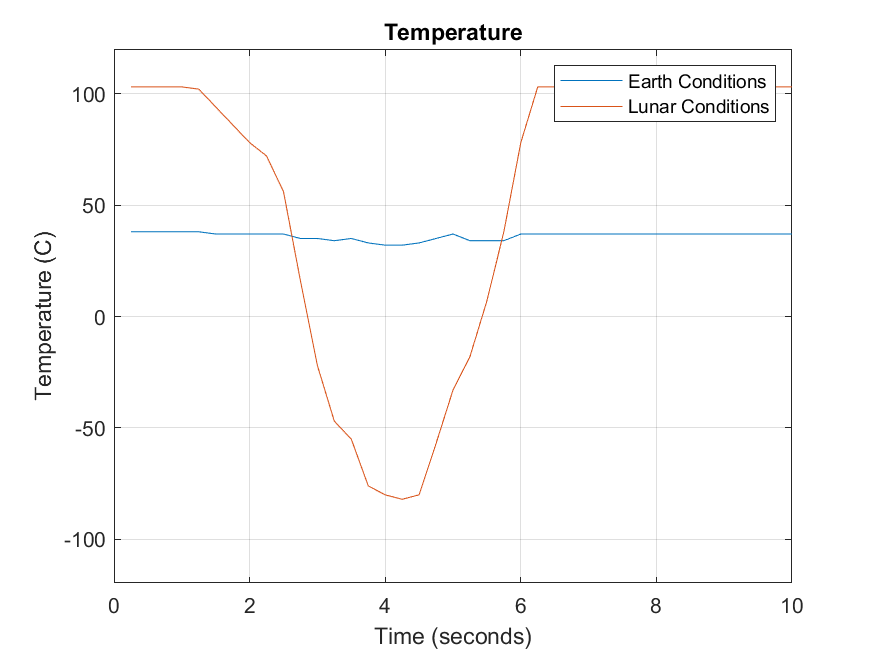 Temperature
Earth Conditions
Lunar Conditions
100
50
0
-50
-100
Temperature (C)
0 2 4 6 8 10
Time (seconds)